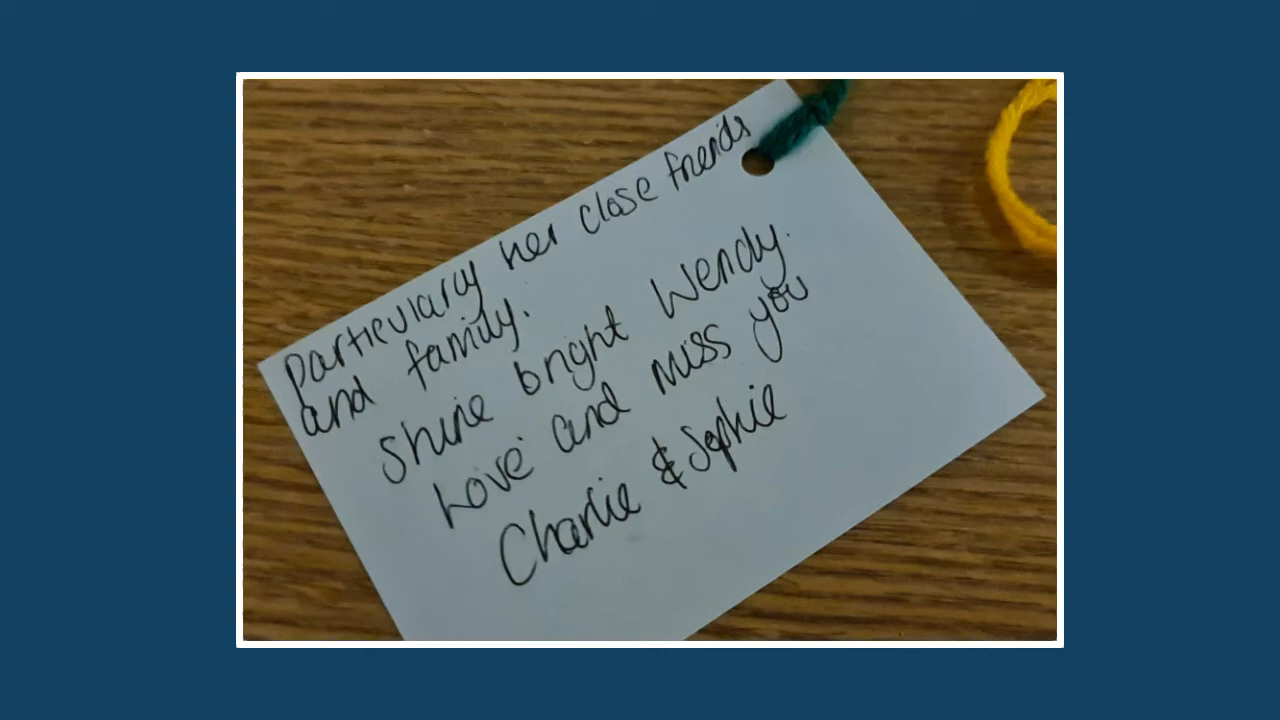 particularly her close friends
and family.
Shine bright Wendy.
Love and miss you
Charlie & Sophie